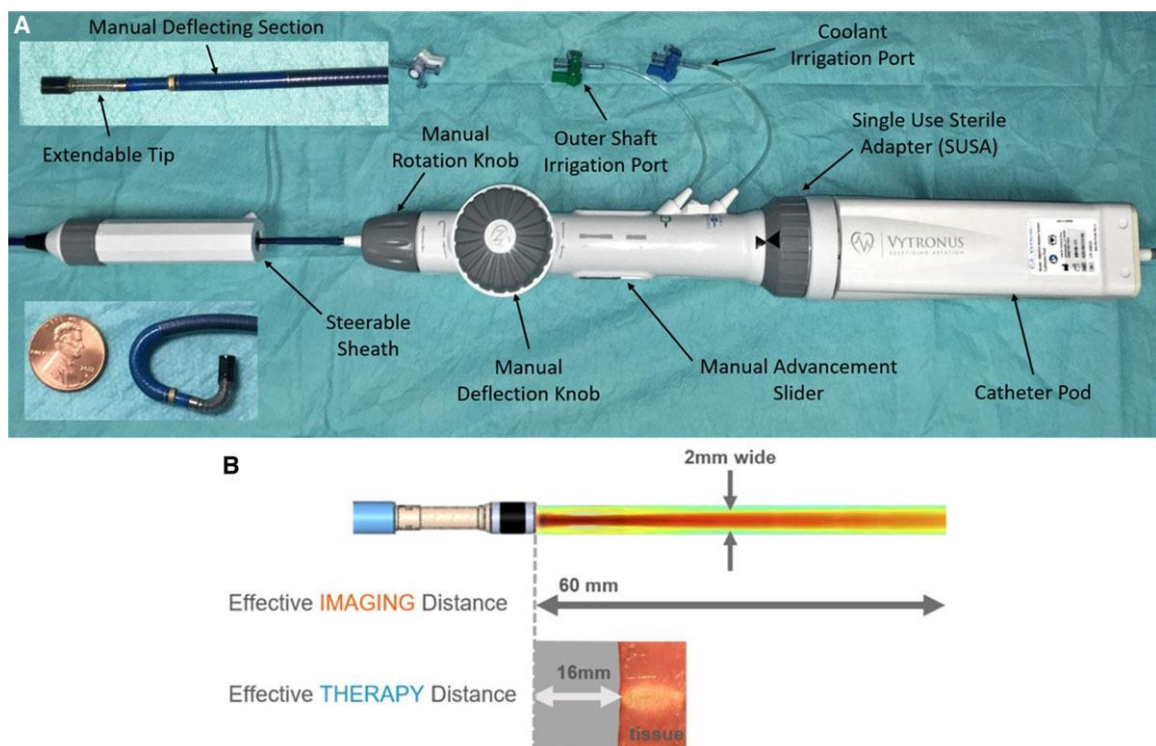 A
Manual Deflecting Section
Extendable Tip
Manual
Rotation Knob
Outer Shaft
Irrigation Port
Coolant
Irrigation Port
Single Use Sterile
Adapter (SUSA)
VYTRONUS
REDEFINING ABLATION
Steerable
Sheath
Manual
Deflection Knob
Manual Advancement
Slider
Catheter Pod
B
2mm wide
60 mm
Effective IMAGING Distance
16mm
Effective THERAPY Distance
tissue